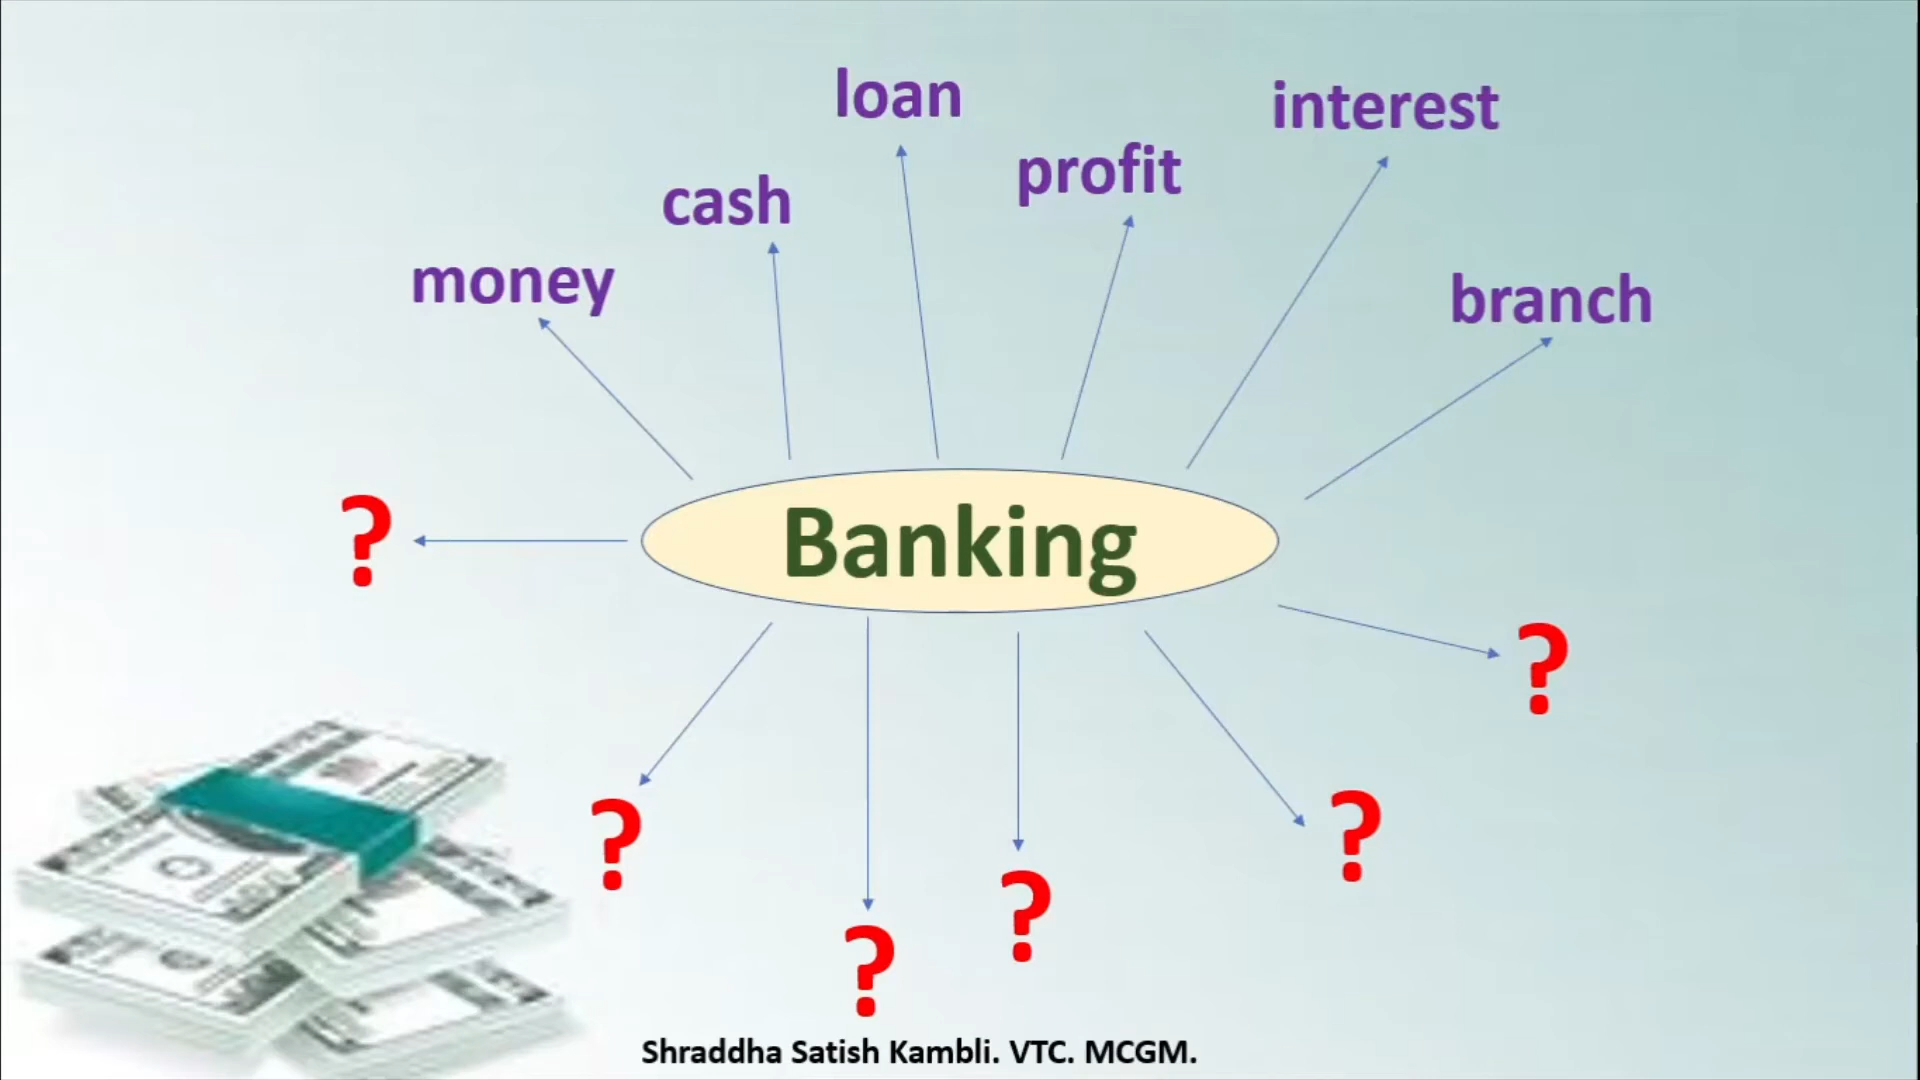 loan
interest
profit
cash
money
branch
?
Banking
?
?
?
?
?
Shraddha Satish Kambli. VTC. MCGM.